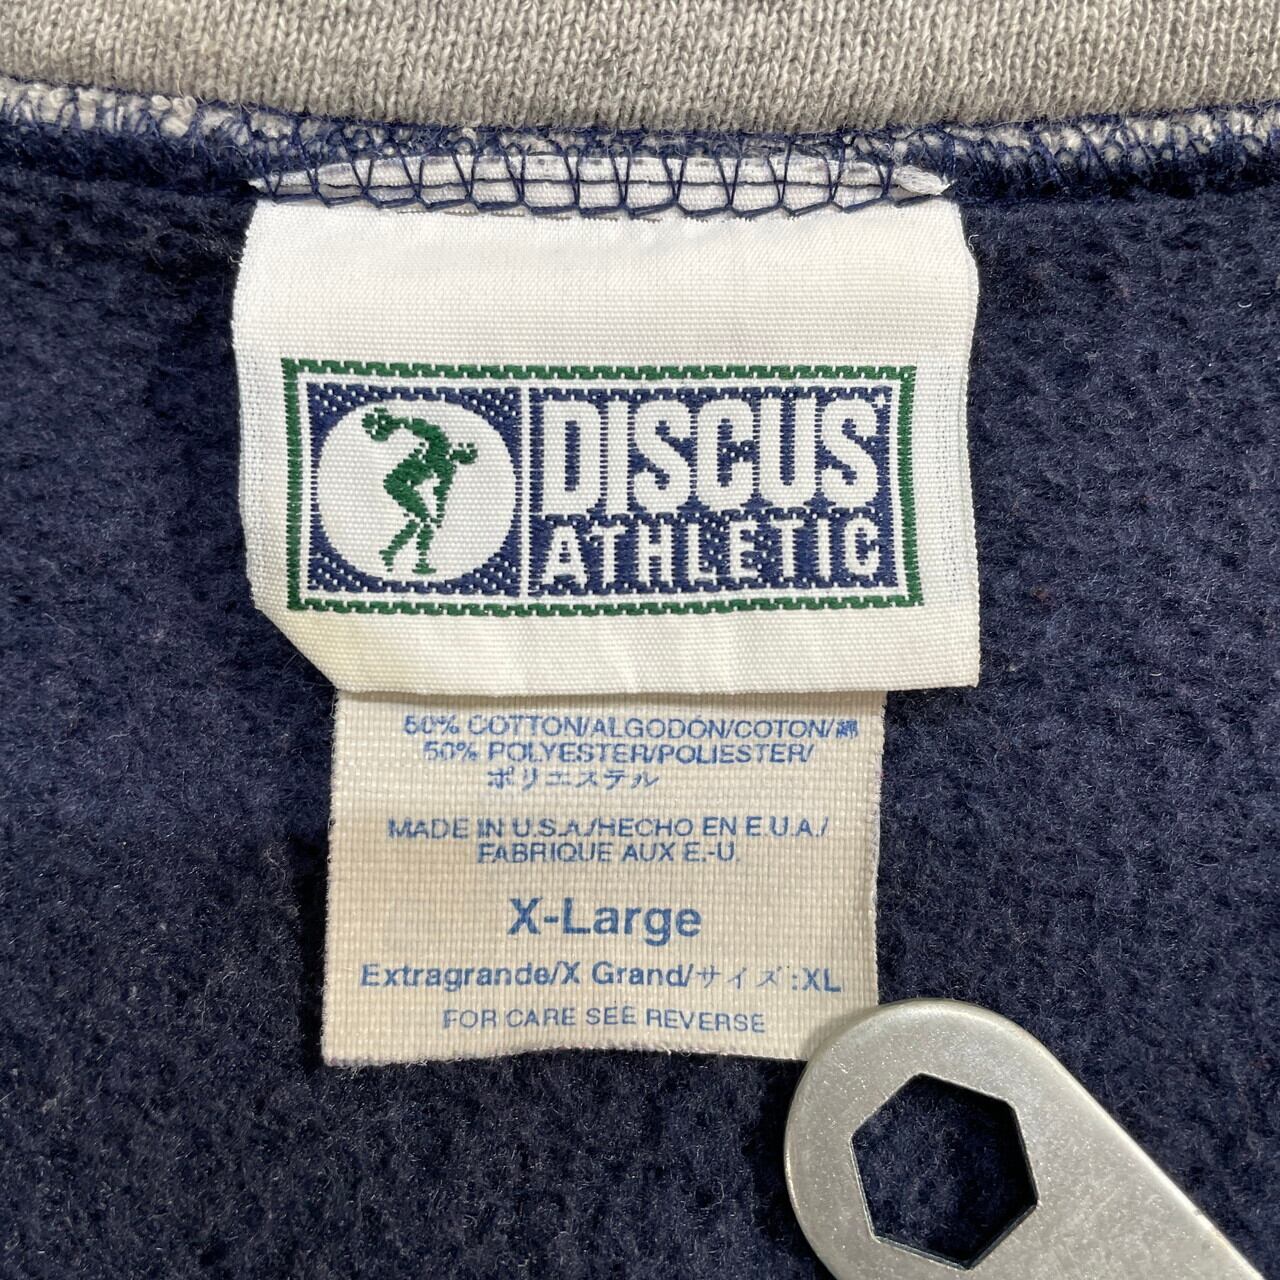 DISCUS
ATHLETIC
50% COTTON/ALGODÓN/COTON/綿
50% POLYESTER/POLIESTER/
ポリエステル
MADE IN U.S.A./HECHO EN E.U.A./
FABRIQUE AUX E.-U.
X-Large
Extragrande/X Grand/サイズ:XL
FOR CARE SEE REVERSE